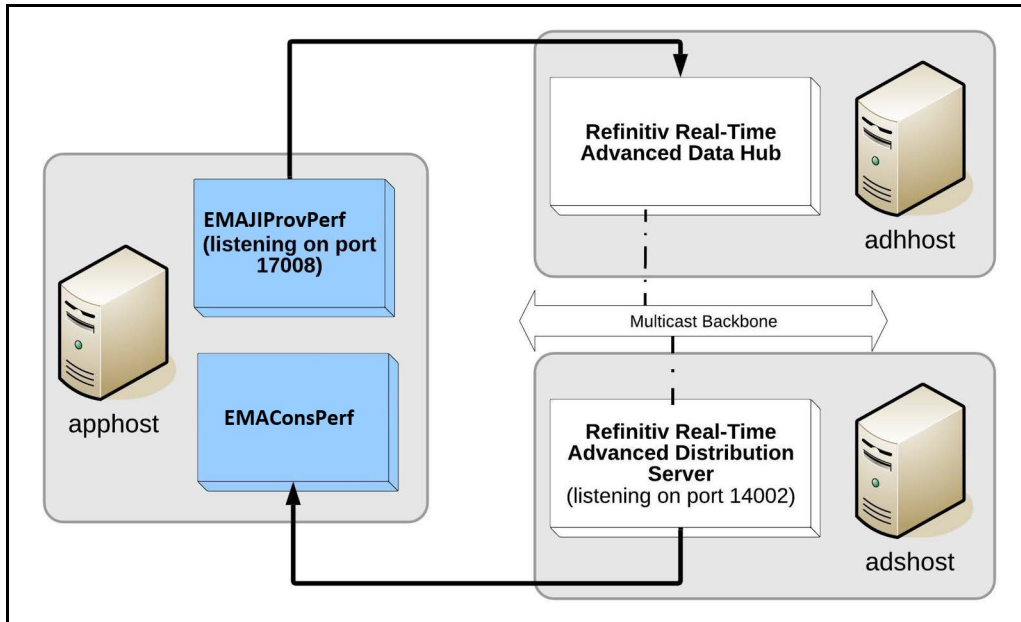 Refinitiv Real-Time
Advanced Data Hub
adhhost
EMAJIProvPerf
(listening on port
17008)
apphost
EMAConsPerf
Multicast Backbone
Refinitiv Real-Time
Advanced Distribution
Server
(listening on port 14002)
adshost